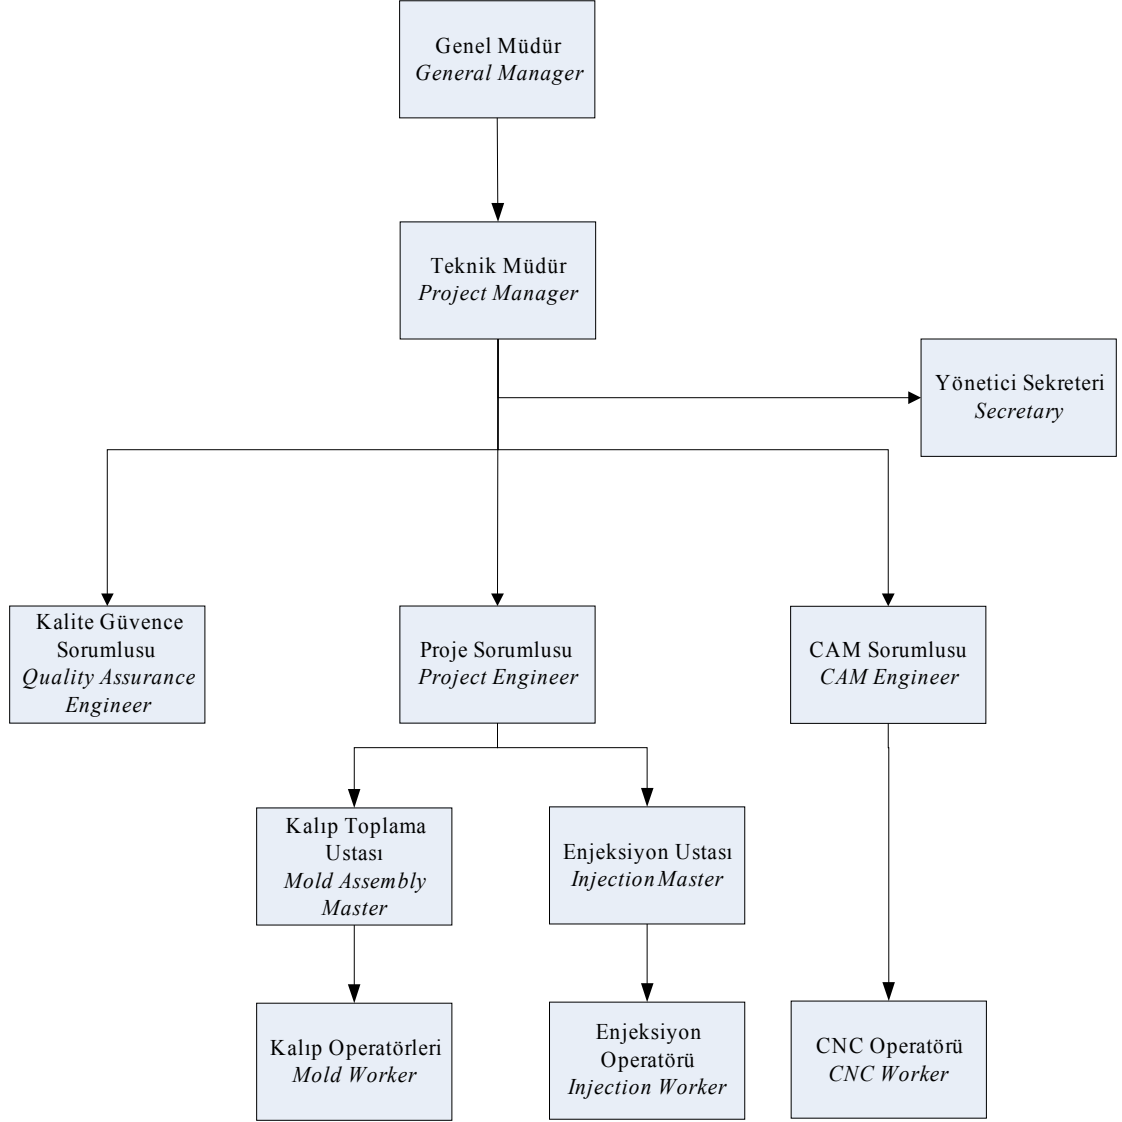 Genel Müdür
General Manager
Teknik Müdür
Project Manager
Yönetici Sekreteri
Secretary
Kalite Güvence
Sorumlusu
Quality Assurance
Engineer
Proje Sorumlusu
Project Engineer
CAM Sorumlusu
CAM Engineer
Kalıp Toplama
Ustası
Mold Assembly
Master
Enjeksiyon Ustası
Injection Master
Kalıp Operatörleri
Mold Worker
Enjeksiyon
Operatörü
Injection Worker
CNC Operatörü
CNC Worker